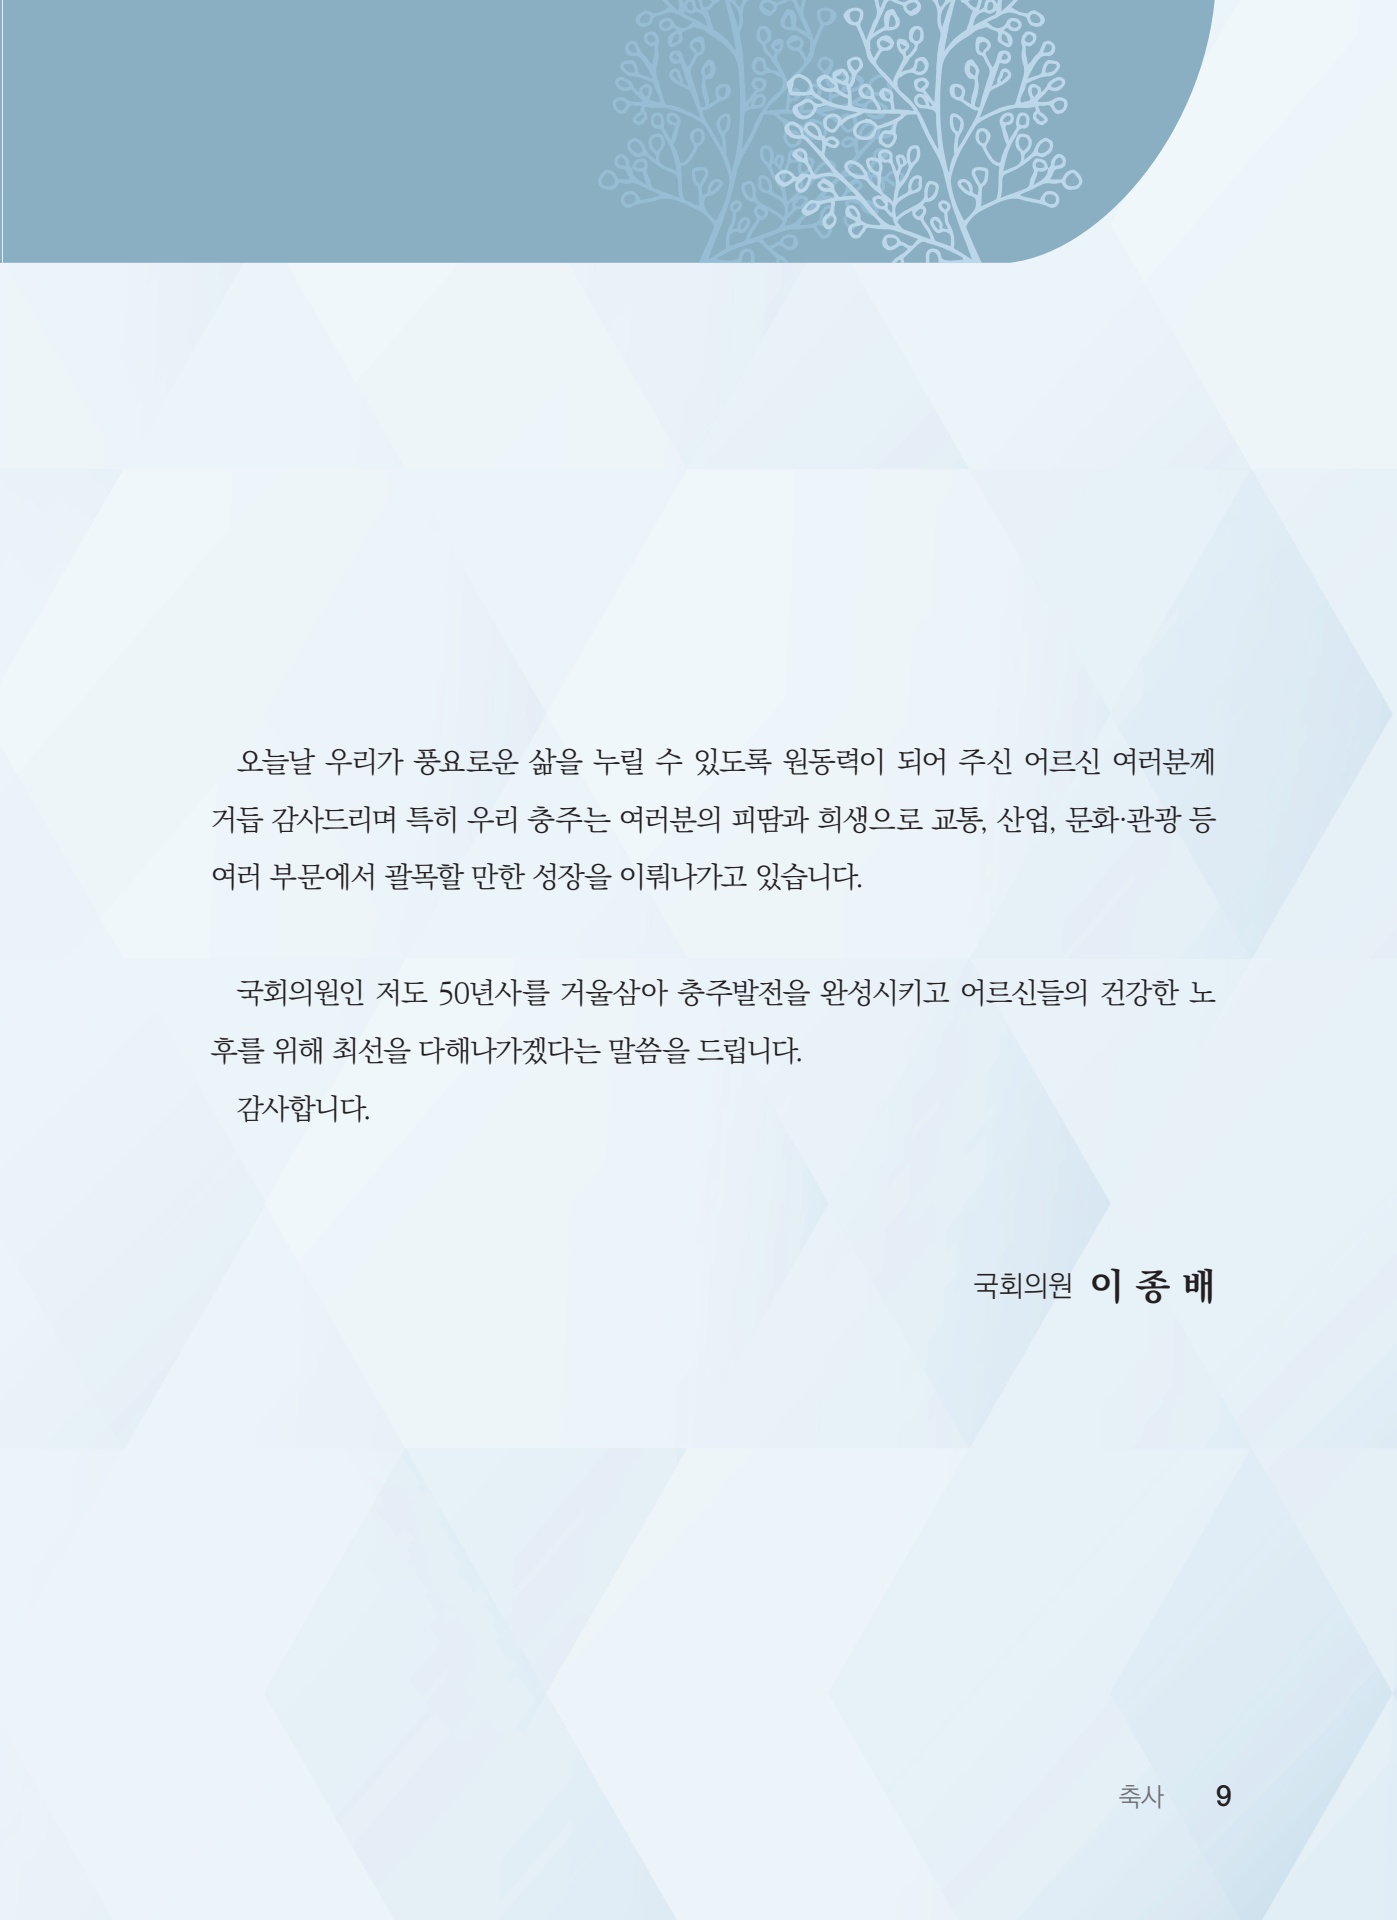 오늘날 우리가 풍요로운 삶을 누릴 수 있도록 원동력이 되어 주신 어르신 여러분께
거듭 감사드리며 특히 우리 충주는 여러분의 피땀과 희생으로 교통, 산업, 문화·관광 등
여러 부문에서 괄목할 만한 성장을 이뤄나가고 있습니다.
국회의원인 저도 50년사를 거울삼아 충주발전을 완성시키고 어르신들의 건강한 노
후를 위해 최선을 다해나가겠다는 말씀을 드립니다.
감사합니다.
국회의원 이 종 배
축사 9